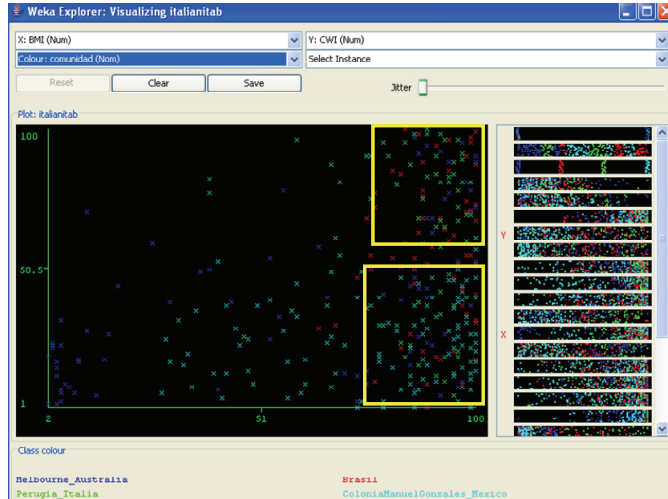 Weka Explorer: Visualizing italianitab
X: BMI (Num)
Y: CWI (Num)
Colour: comunidad (Nom)
Select Instance
Reset
Clear
Save
Jitter
Plot: italianitab
100
50.5
1
2
51
100
Y
X
Class colour
Melbourne_Australia
Brasil
Perugia_Italia
ColoniaManuelGonzales_Mexico